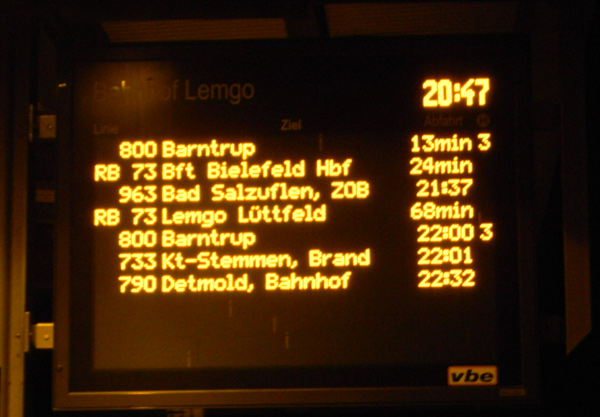 Bahnhof Lemgo 20:47
Linie Ziel Abfahrt
800 Barntrup 13min 3
RB 73 Bft Bielefeld Hbf 24min
963 Bad Salzuflen, ZOB 21:37
RB 73 Lemgo Lüttfeld 68min
800 Barntrup 22:00 3
733 Kt-Stemmen, Brand 22:01
790 Detmold, Bahnhof 22:32
vbe